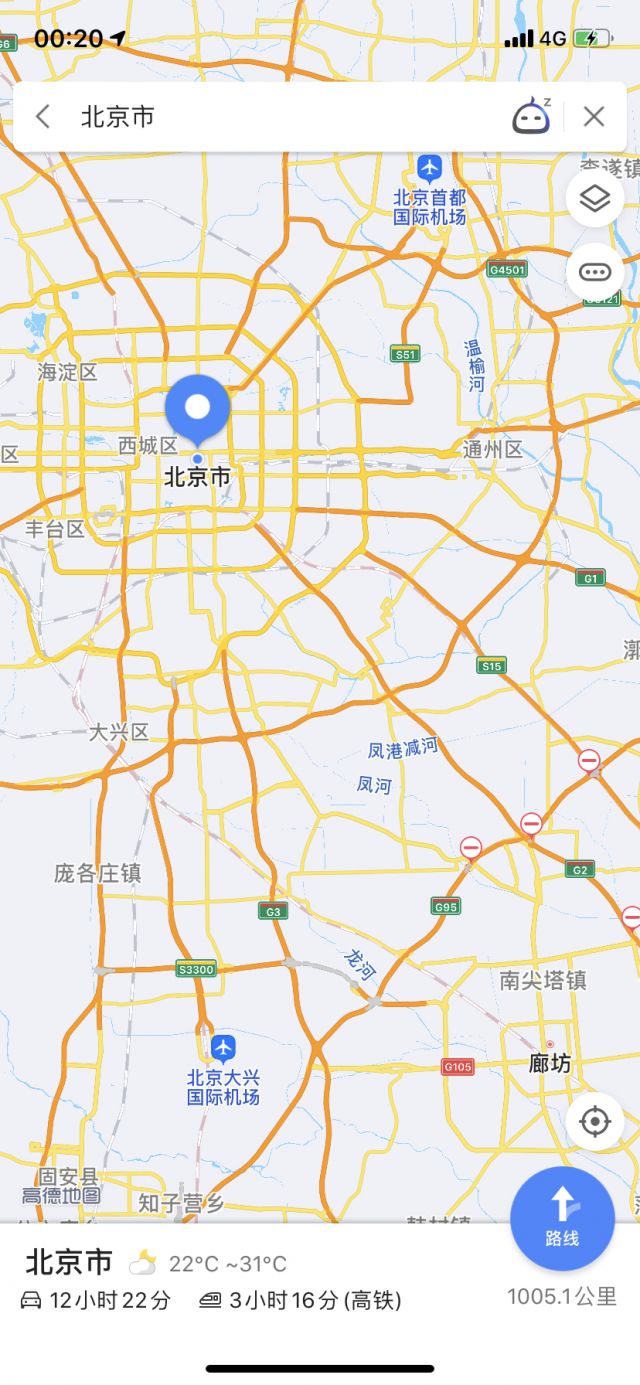 G6
00:20
4G
北京市
z
李遂镇
北京首都
国际机场
G4501
S51
温榆河
海淀区
西城区
通州区
区
北京市
丰台区
G1
S15
大兴区
凤港减河
凤河
庞各庄镇
G2
G95
G3
龙河
S3300
南尖塔镇
廊坊
北京大兴
国际机场
G105
固安县
高德地图
知子营乡
路线
北京市
22°C ~31°C
12小时22分
3小时16分(高铁)
1005.1公里